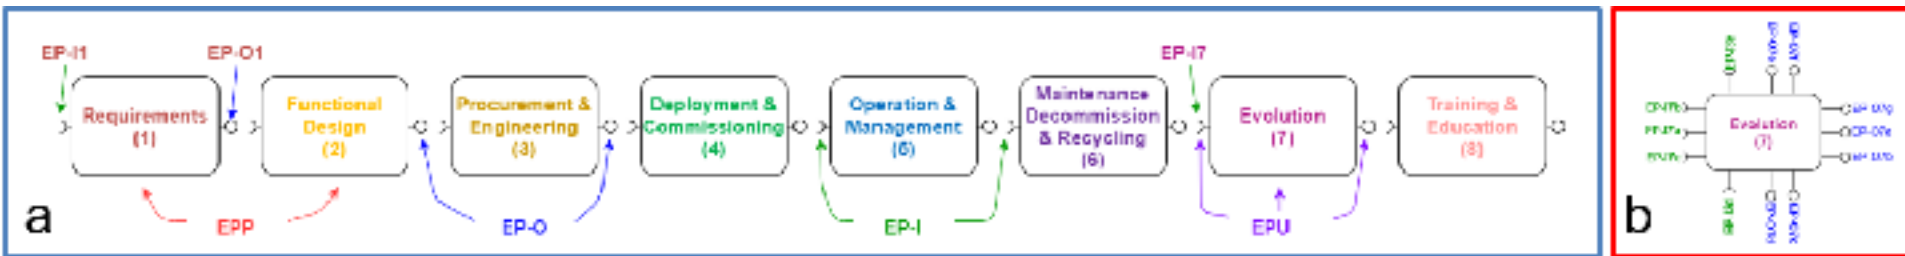 EP-I1
EP-O1
EP-I7
Requirements
(1)
Functional
Design
(2)
Procurement &
Engineering
(3)
Deployment &
Commissioning
(4)
Operation &
Management
(5)
Maintenance
Decommission
& Recycling
(6)
Evolution
(7)
Training &
Education
(8)
EPP
EP-O
EP-I
EPU
a
Evolution
(7)
b